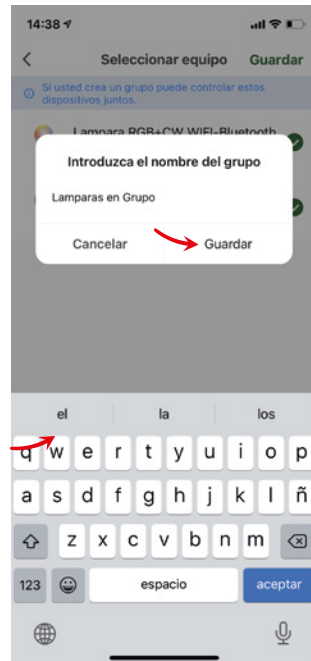 14:38
Seleccionar equipo Guardar
Si usted crea un grupo puede controlar estos
dispositivos juntos.
Lampara RGB+CW WIFI-Bluetooth
Introduzca el nombre del grupo
Lamparas en Grupo
Cancelar Guardar
el la los
q w e r t y u i o p
a s d f g h j k l ñ
z x c v b n m
123 espacio aceptar